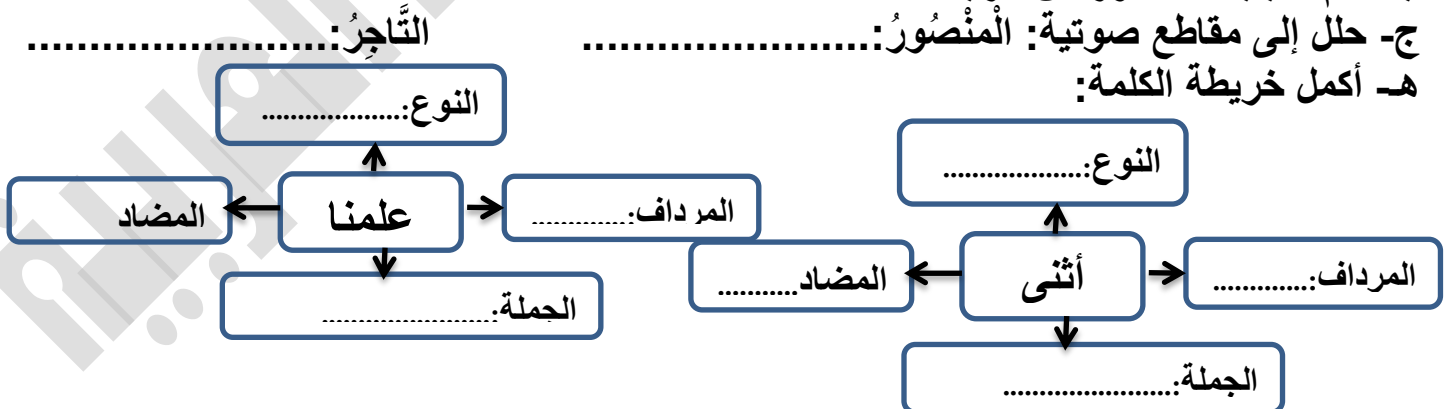 ج- حلل إلى مقاطع صوتية: الْمنْصُورُ:....................... التَّاجِرُ:........................
هـ- أكمل خريطة الكلمة:
النوع:...................
النوع:...................
أثنى
المرداف:.............
المضاد...........
الجملة:.......................
علمنا
المرداف:.............
المضاد
الجملة:.......................